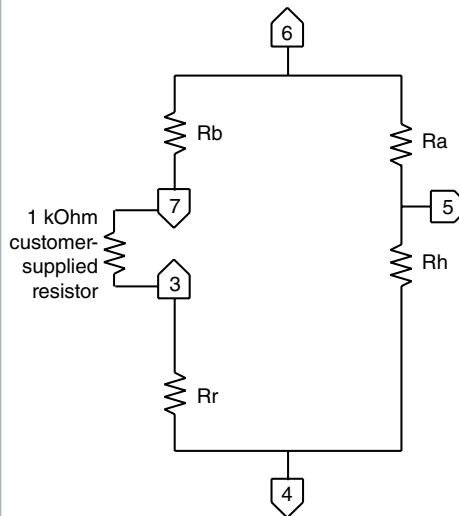 6
Rb
Ra
7
5
1 kOhm
customer-
supplied
resistor
3
Rh
Rr
4